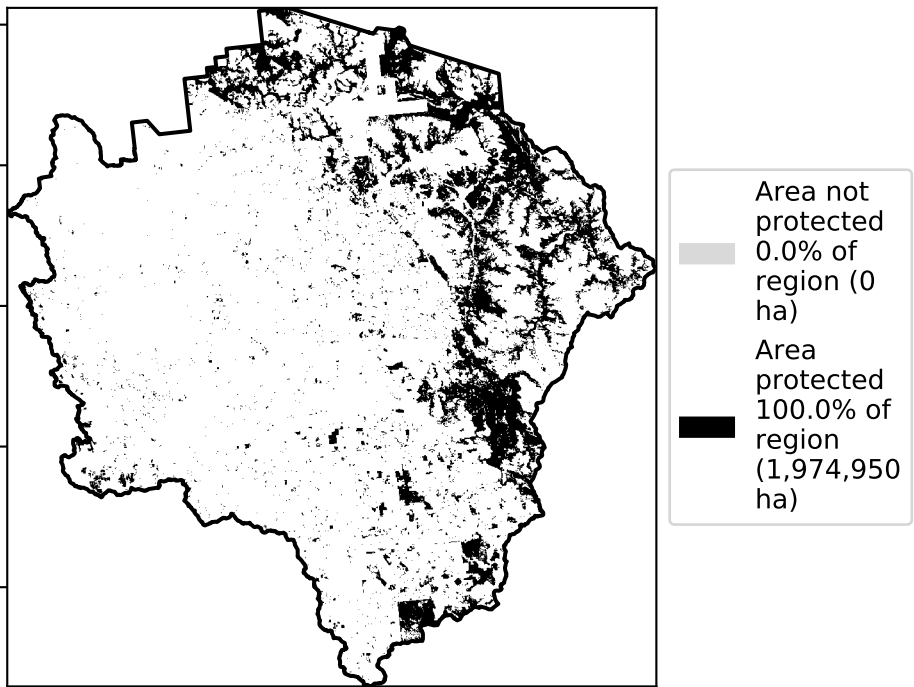 Area not
protected
0.0% of
region (0
ha)
Area
protected
100.0% of
region
(1,974,950
ha)